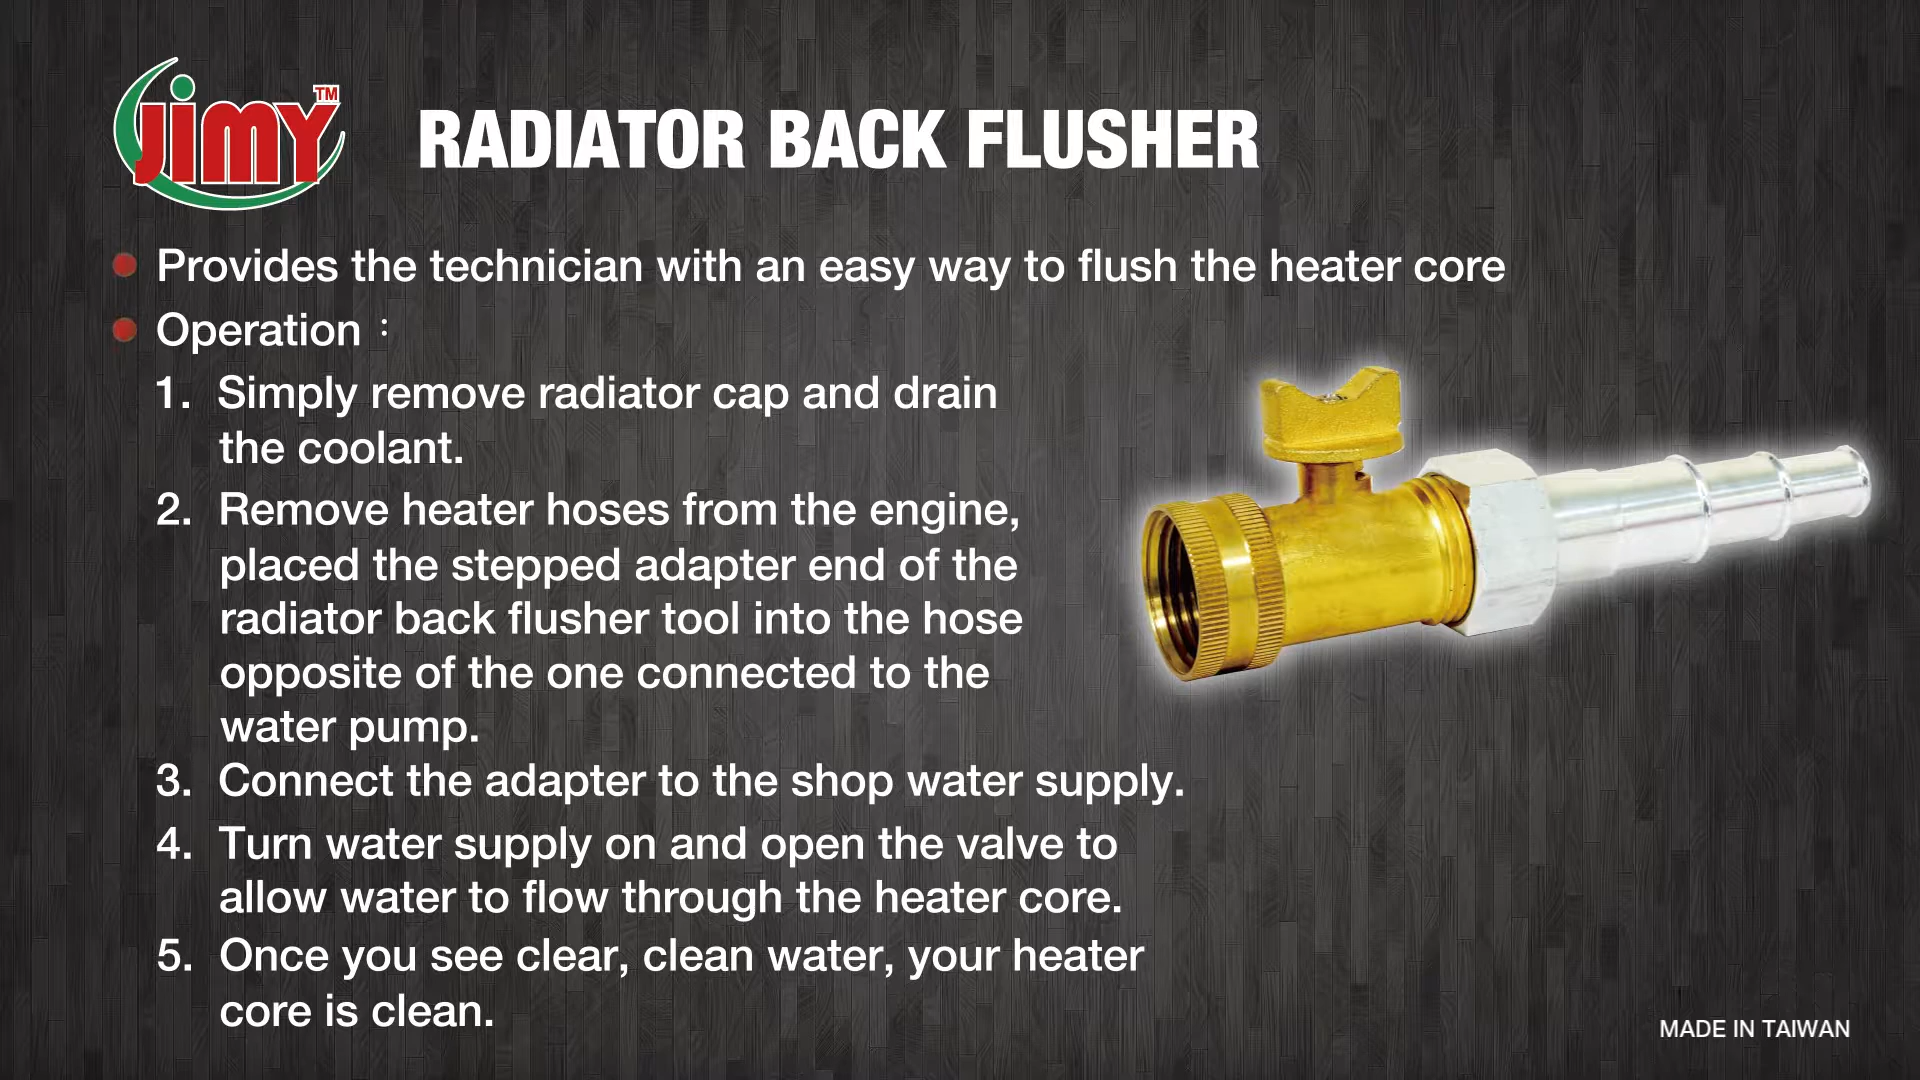 JIMY TM
RADIATOR BACK FLUSHER
Provides the technician with an easy way to flush the heater core
Operation：
1. Simply remove radiator cap and drain
the coolant.
2. Remove heater hoses from the engine,
placed the stepped adapter end of the
radiator back flusher tool into the hose
opposite of the one connected to the
water pump.
3. Connect the adapter to the shop water supply.
4. Turn water supply on and open the valve to
allow water to flow through the heater core.
5. Once you see clear, clean water, your heater
core is clean.
MADE IN TAIWAN